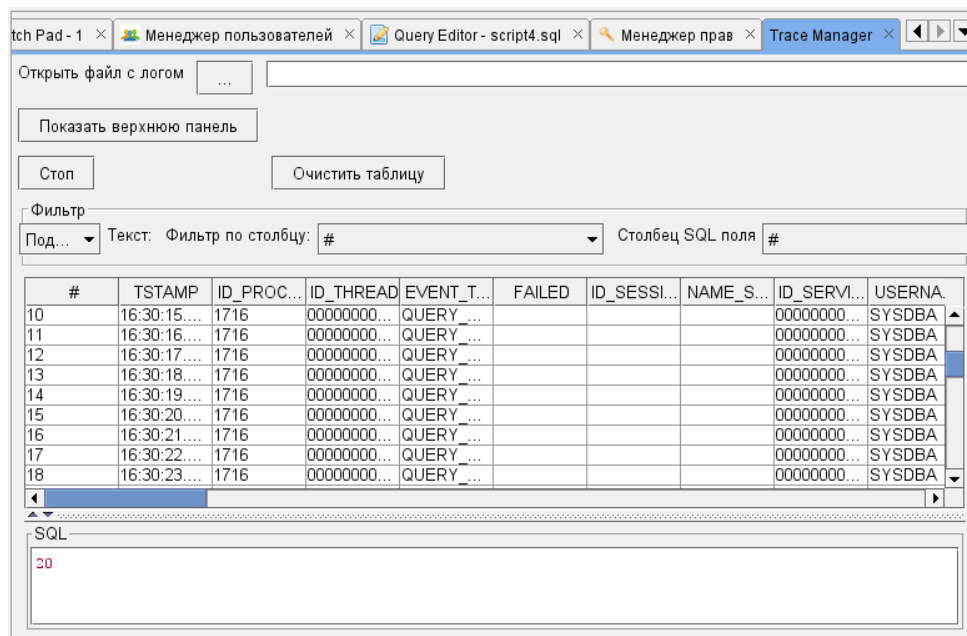 tch Pad - 1 Менеджер пользователей Query Editor - script4.sql Менеджер прав Trace Manager
Открыть файл с логом ...
Показать верхнюю панель
Стоп Очистить таблицу
Фильтр
Под... Текст: Фильтр по столбцу: # Столбец SQL поля #
# TSTAMP ID_PROC... ID_THREAD EVENT_T... FAILED ID_SESSI... NAME_S... ID_SERVI... USERNA.
10 16:30:15.... 1716 00000000... QUERY_... 00000000... SYSDBA
11 16:30:16.... 1716 00000000... QUERY_... 00000000... SYSDBA
12 16:30:17.... 1716 00000000... QUERY_... 00000000... SYSDBA
13 16:30:18.... 1716 00000000... QUERY_... 00000000... SYSDBA
14 16:30:19.... 1716 00000000... QUERY_... 00000000... SYSDBA
15 16:30:20.... 1716 00000000... QUERY_... 00000000... SYSDBA
16 16:30:21.... 1716 00000000... QUERY_... 00000000... SYSDBA
17 16:30:22.... 1716 00000000... QUERY_... 00000000... SYSDBA
18 16:30:23.... 1716 00000000... QUERY_... 00000000... SYSDBA
SQL
20